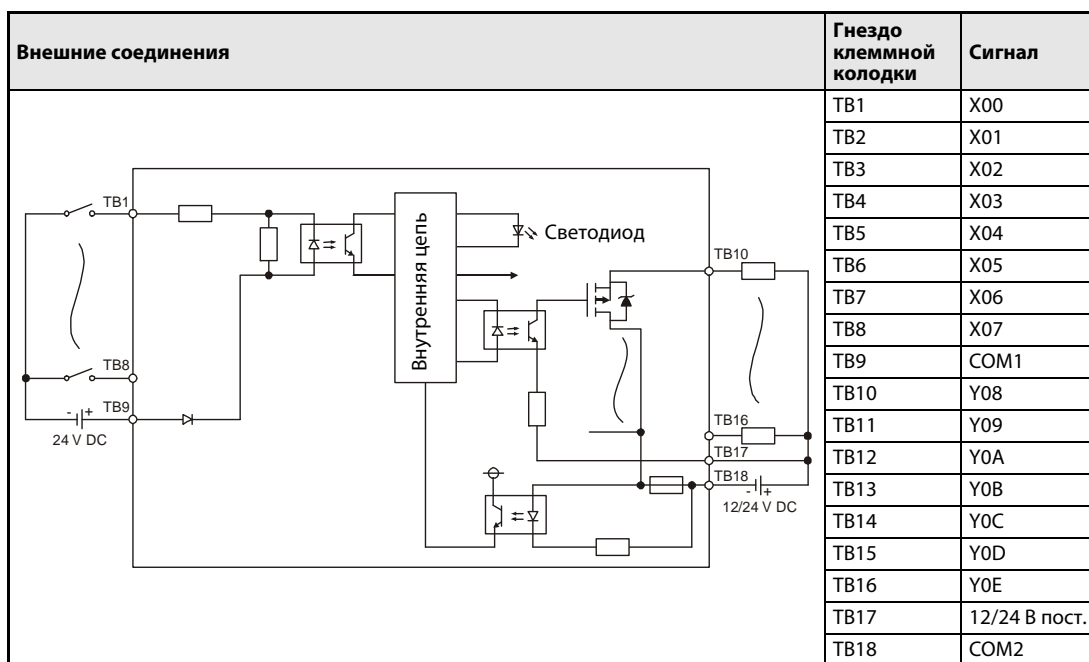 Внешние соединения
Гнездо
клеммной
колодки
Сигнал
TB1 X00
TB2 X01
TB3 X02
TB4 X03
TB5 X04
TB6 X05
TB7 X06
TB8 X07
TB9 COM1
TB10 Y08
TB11 Y09
TB12 Y0A
TB13 Y0B
TB14 Y0C
TB15 Y0D
TB16 Y0E
TB17 12/24 В пост.
TB18 COM2
TB1
Внутренняя цепь
Светодиод
TB10
TB8
TB9
- +
24 V DC
TB16
TB17
TB18
- +
12/24 V DC